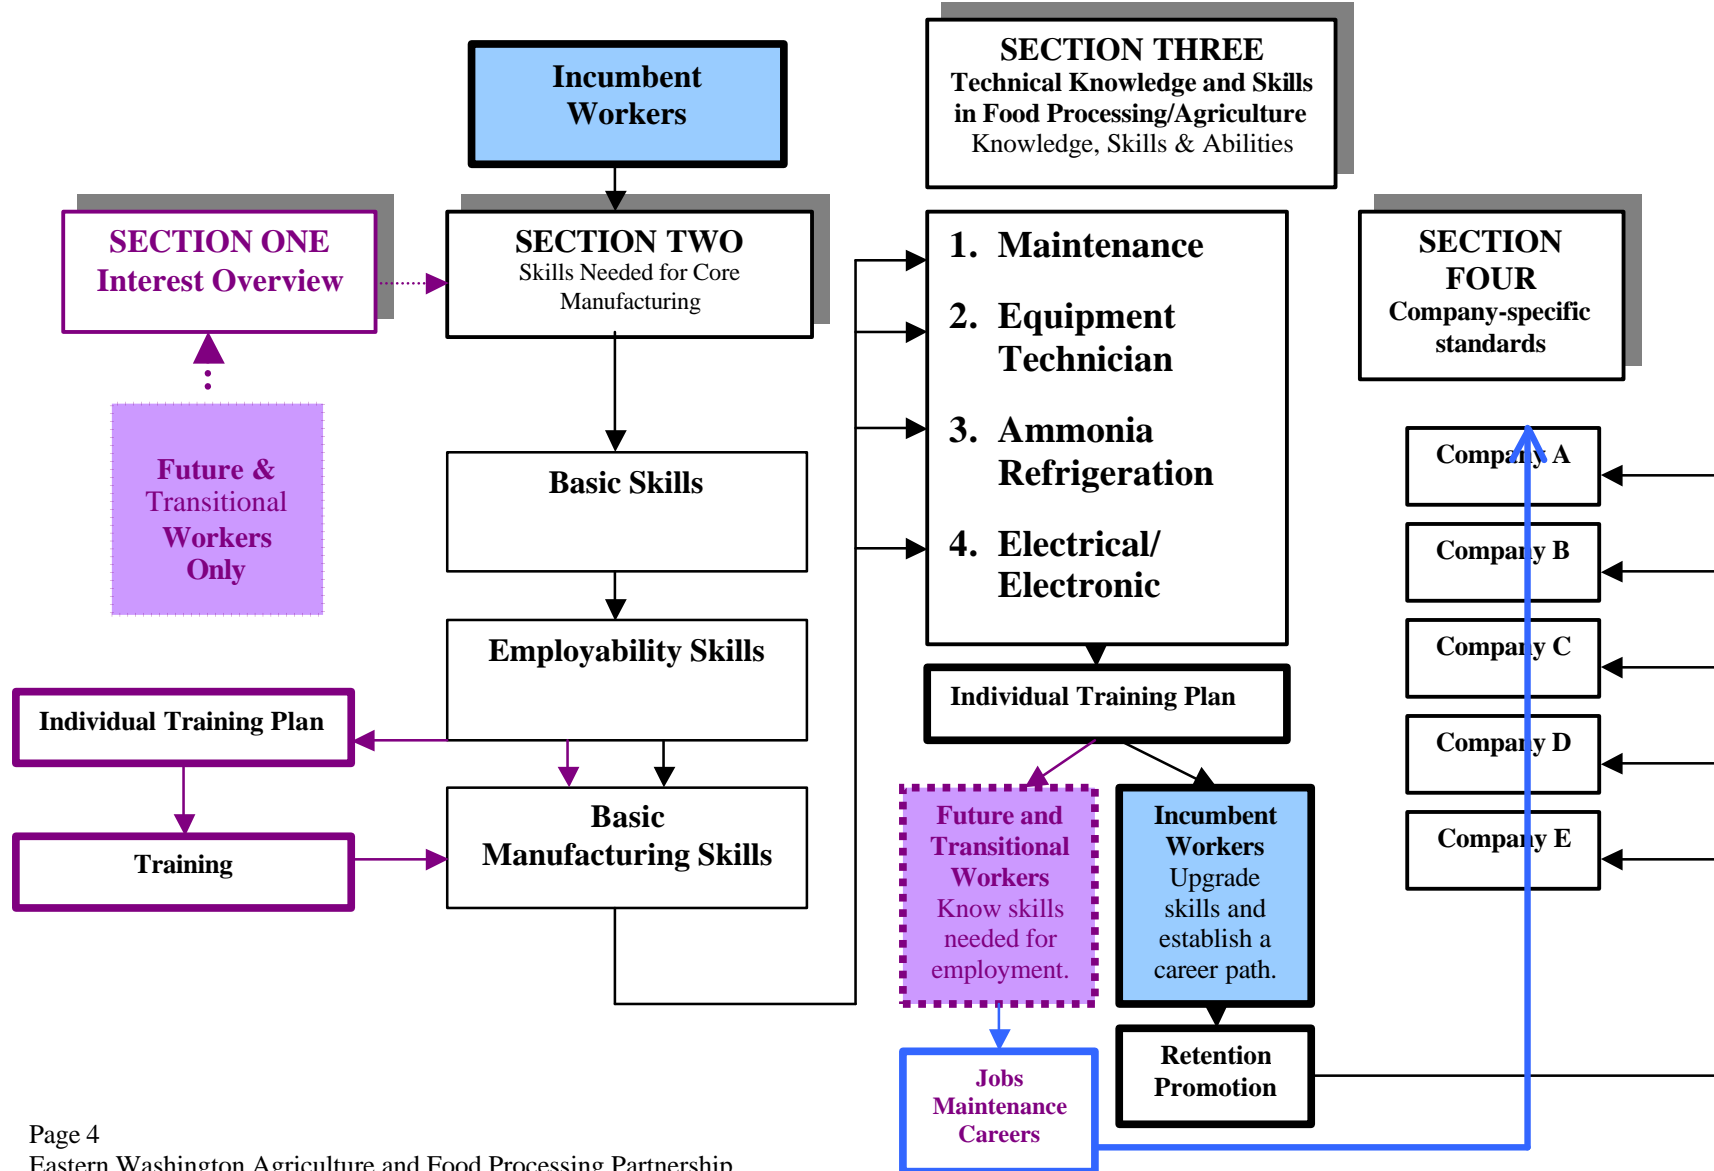 Incumbent
Workers
SECTION THREE
Technical Knowledge and Skills
in Food Processing/Agriculture
Knowledge, Skills & Abilities
SECTION ONE
Interest Overview
SECTION TWO
Skills Needed for Core
Manufacturing
1. Maintenance
2. Equipment
Technician
3. Ammonia
Refrigeration
4. Electrical/
Electronic
SECTION
FOUR
Company-specific
standards
Future &
Transitional
Workers
Only
Basic Skills
Employability Skills
Individual Training Plan
Training
Basic
Manufacturing Skills
Individual Training Plan
Future and
Transitional
Workers
Know skills
needed for
employment.
Incumbent
Workers
Upgrade
skills and
establish a
career path.
Jobs
Maintenance
Careers
Retention
Promotion
Company A
Company B
Company C
Company D
Company E
Page 4
Eastern Washington Agriculture and Food Processing Partnership